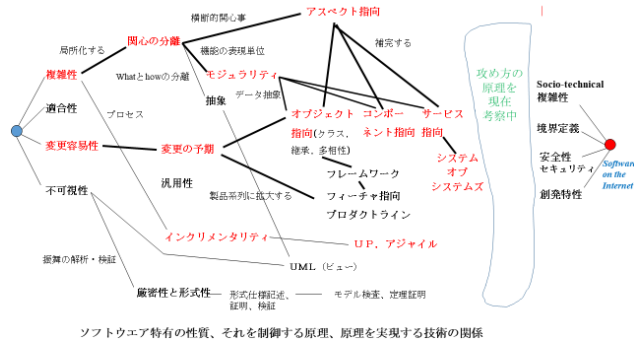 横断的関心事
アスペクト指向
関心の分離
局所化する
機能の表現単位
補完する
複雑性
Whatとhowの分離
モジュラリティ
データ抽象
抽象
適合性
プロセス
オブジェクト
指向(クラス、
継承、多相性)
コンポー
ネント指向
サービス
指向
変更容易性
変更の予期
システム
オブ
システムズ
フレームワーク
汎用性
不可視性
製品系列に拡大する
フィーチャ指向
プロダクトライン
インクリメンタリティ
UP、アジャイル
UML(ビュー)
振舞の解析・検証
厳密性と形式性
形式仕様記述、
証明、検証
モデル検査、定理証明
攻め方の
原理を
現在
考察中
Socio-technical
複雑性
境界定義
安全性
セキュリティ
創発特性
Software
on the
Internet
ソフトウエア特有の性質、それを制御する原理、原理を実現する技術の関係